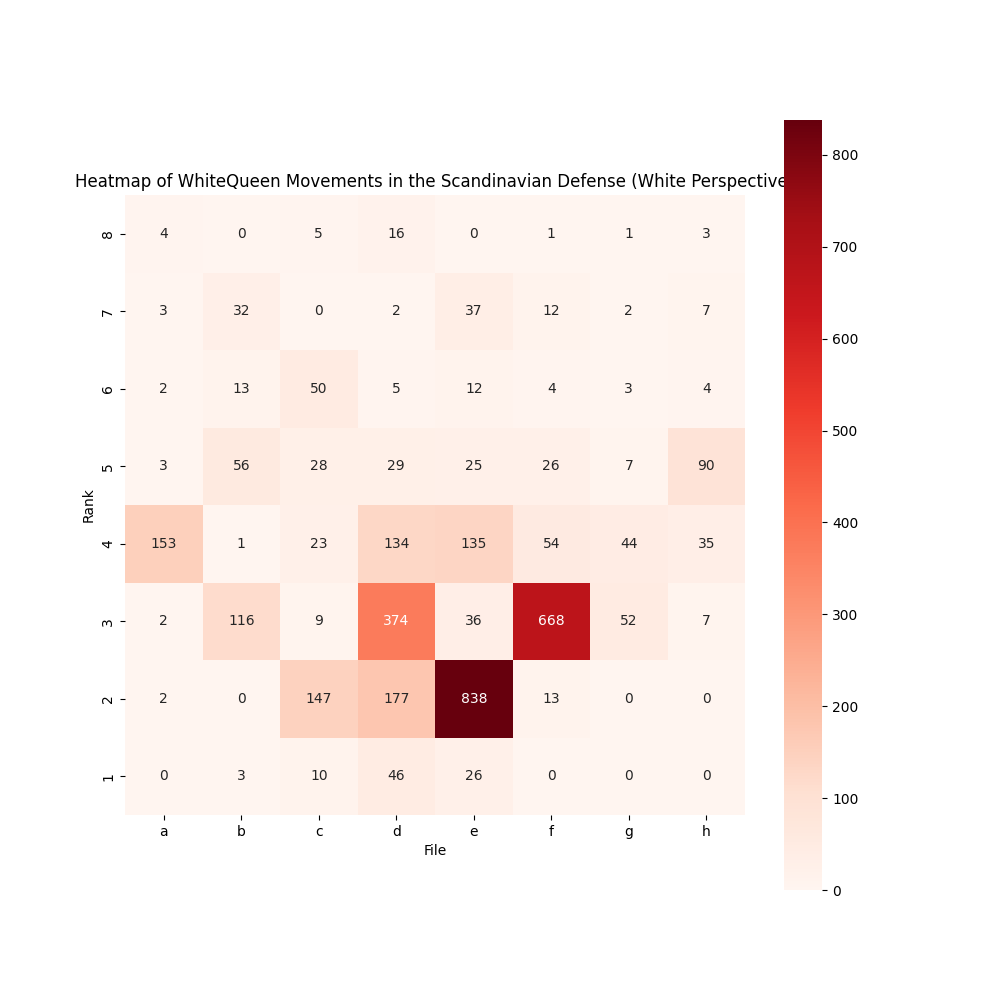 Heatmap of WhiteQueen Movements in the Scandinavian Defense (White Perspective
8 4 0 5 16 0 1 1 3
7 3 32 0 2 37 12 2 7
6 2 13 50 5 12 4 3 4
5 3 56 28 29 25 26 7 90
Rank
4 153 1 23 134 135 54 44 35
3 2 116 9 374 36 668 52 7
2 2 0 147 177 838 13 0 0
1 0 3 10 46 26 0 0 0
a b c d e f g h
File
800
700
600
500
400
300
200
100
0